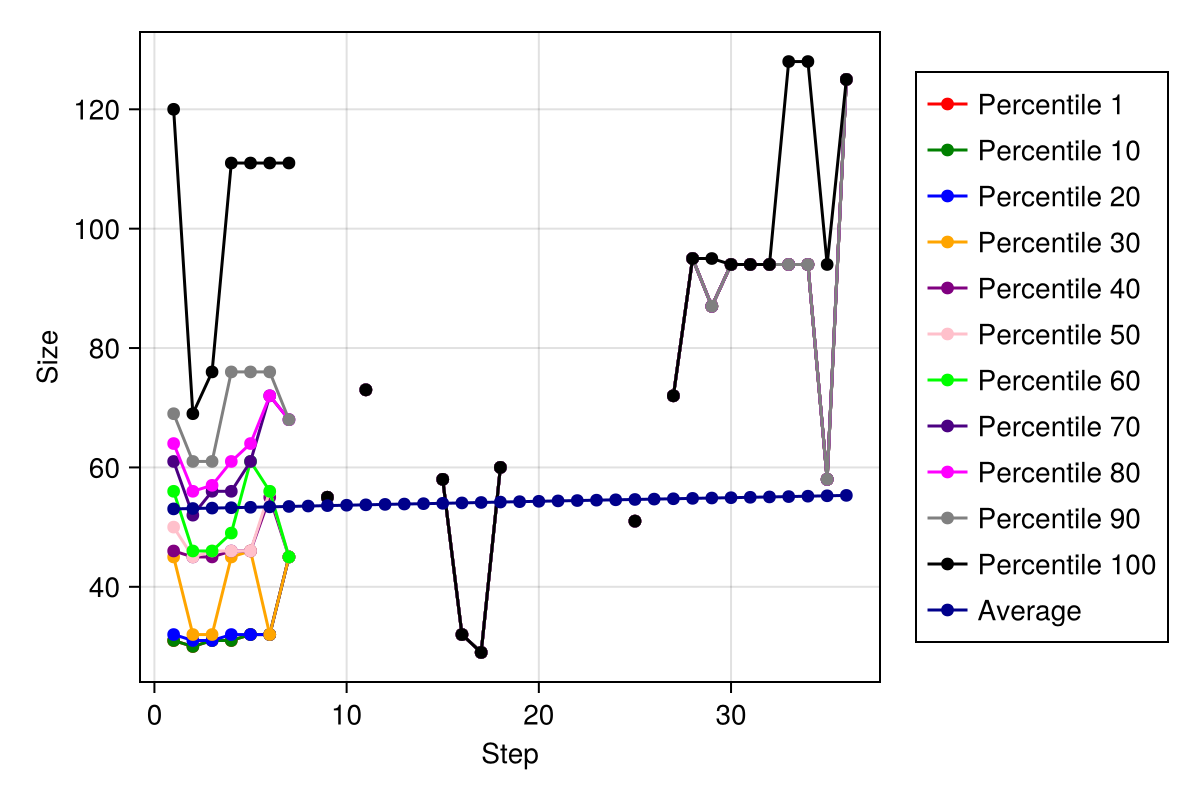 120
100
80
60
40
Size
0
10
20
30
Step
Percentile 1
Percentile 10
Percentile 20
Percentile 30
Percentile 40
Percentile 50
Percentile 60
Percentile 70
Percentile 80
Percentile 90
Percentile 100
Average